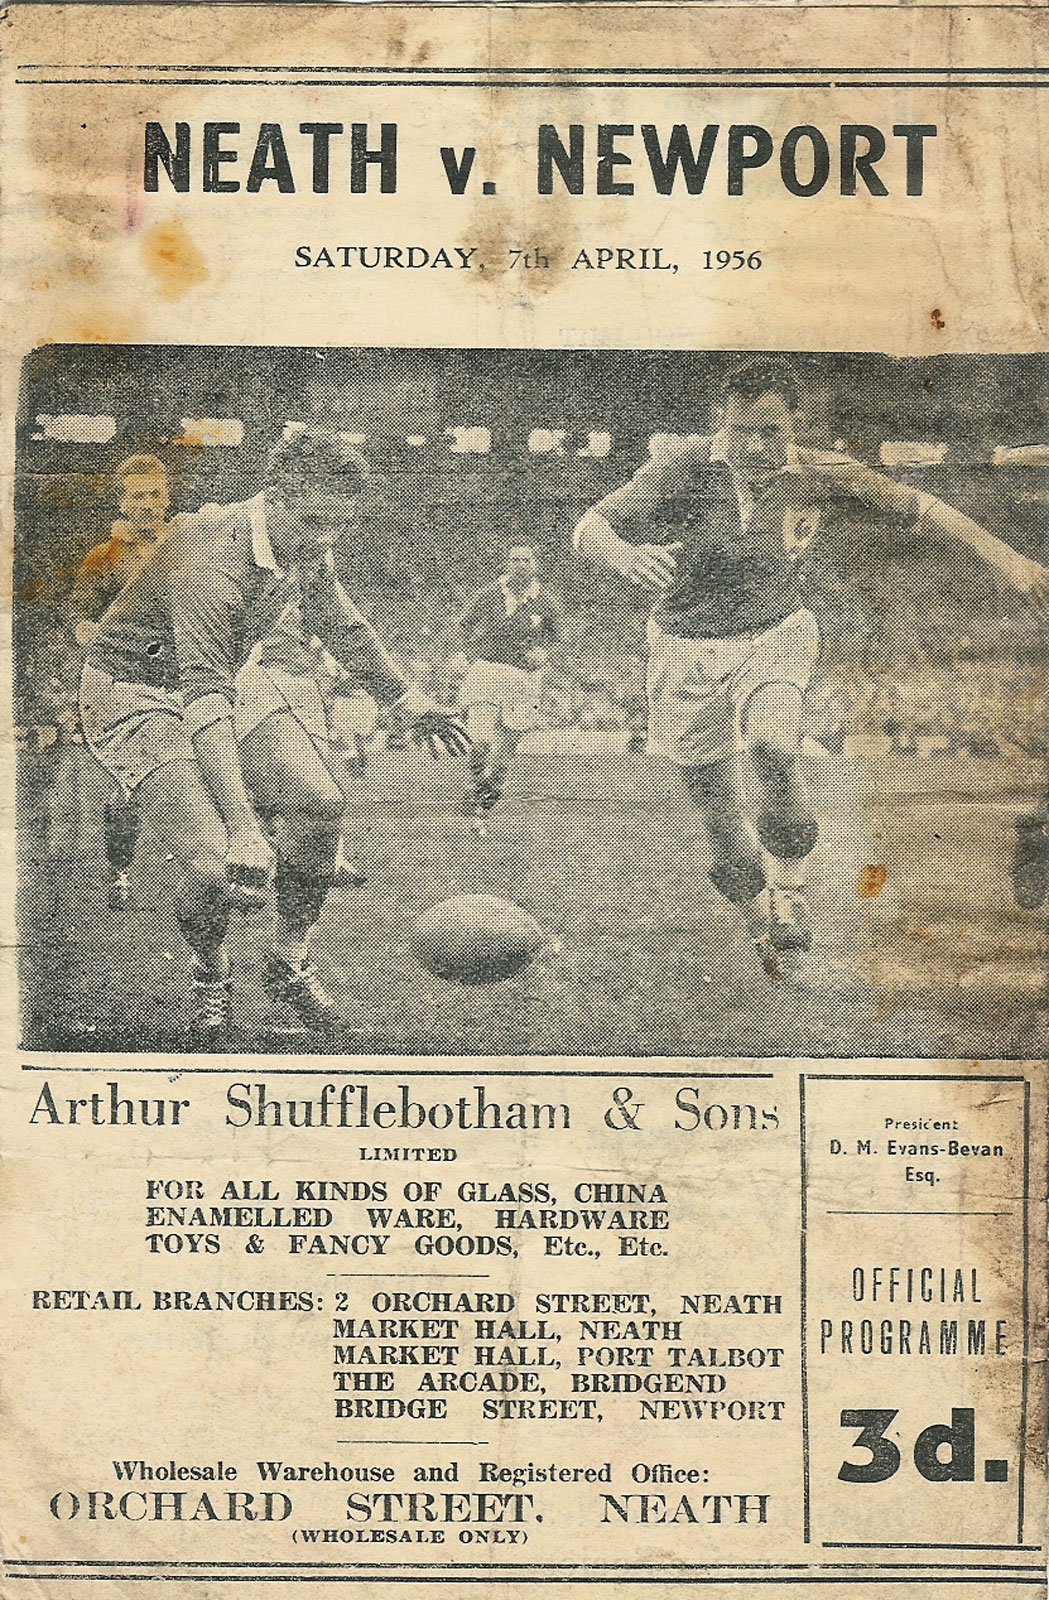 NEATH v. NEWPORT
SATURDAY, 7th APRIL, 1956
Arthur Shufflebotham & Sons
LIMITED
FOR ALL KINDS OF GLASS, CHINA
ENAMELLED WARE, HARDWARE
TOYS & FANCY GOODS, Etc., Etc.
RETAIL BRANCHES: 2 ORCHARD STREET, NEATH
MARKET HALL, NEATH
MARKET HALL, PORT TALBOT
THE ARCADE, BRIDGEND
BRIDGE STREET, NEWPORT
Wholesale Warehouse and Registered Office:
ORCHARD STREET. NEATH
(WHOLESALE ONLY)
President
D. M. Evans-Bevan
Esq.
OFFICIAL
PROGRAMME
3d.